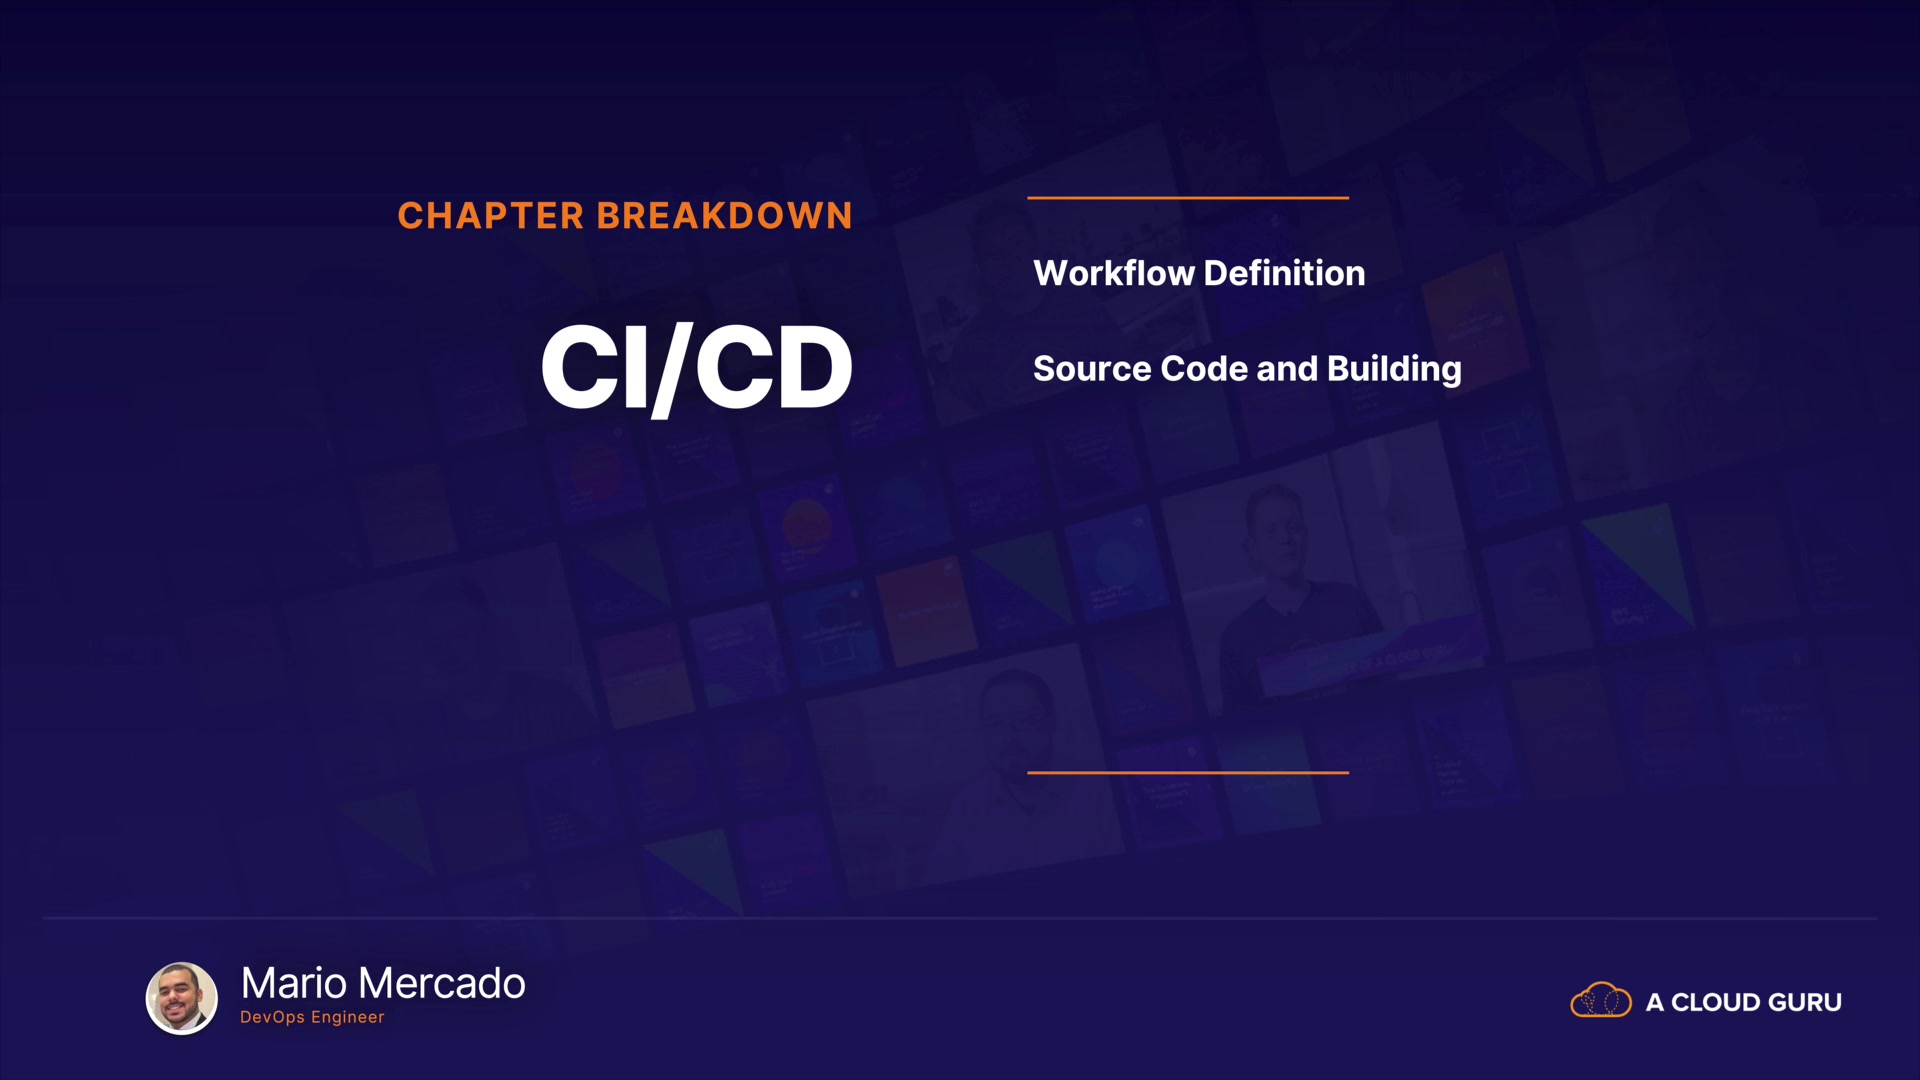 CHAPTER BREAKDOWN
CI/CD
Workflow Definition
Source Code and Building
Mario Mercado
DevOps Engineer
A CLOUD GURU